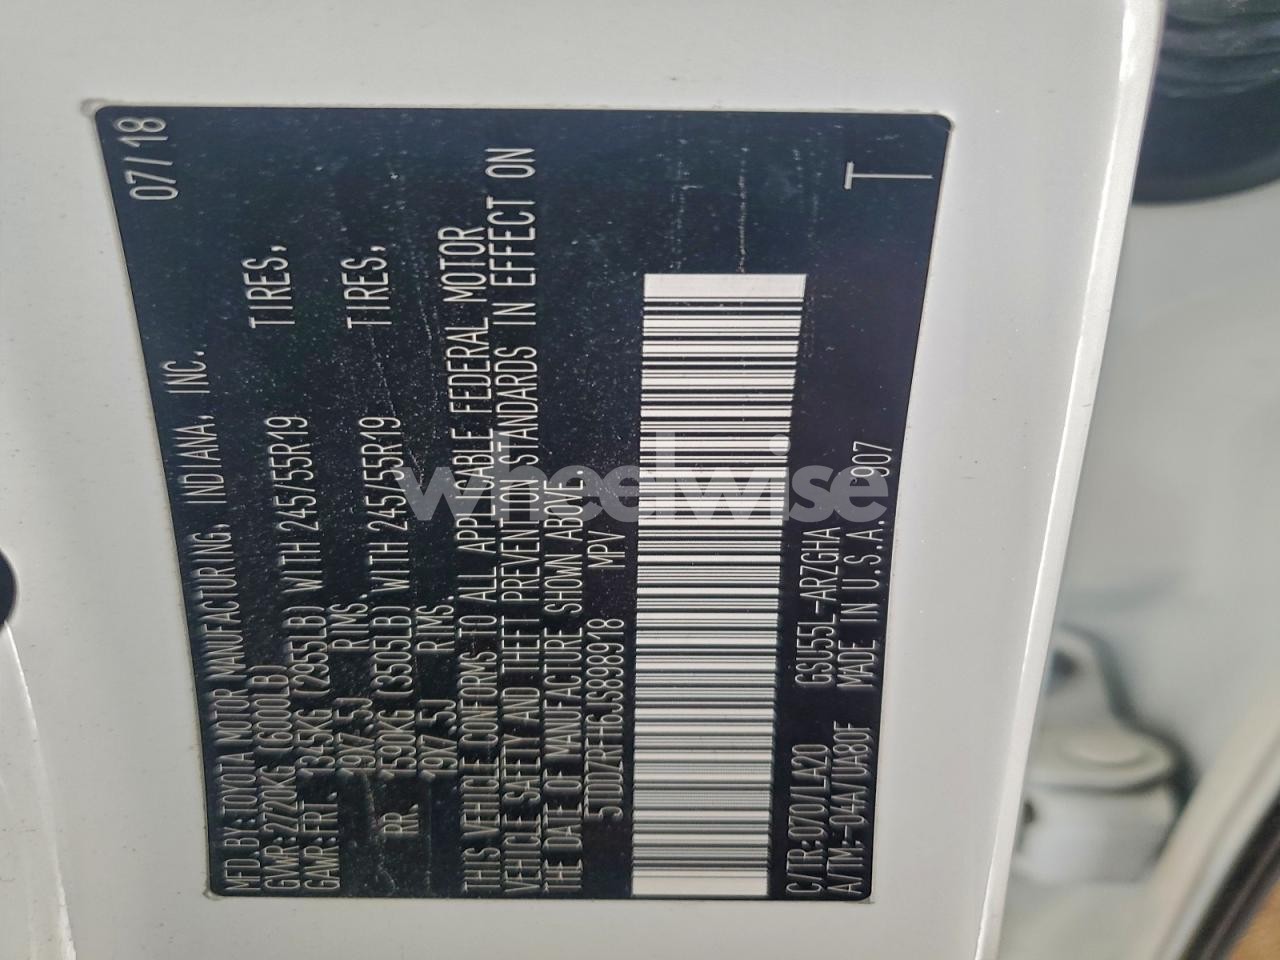 MFD.BY:TOYOTA MOTOR MANUFACTURING, INDIANA, INC. 07/18
GVWR:2720KG (6000LB)
GAWR:FRT. 1345KG (2955LB) WITH 245/55R19 TIRES,
19X7.5J RIMS.
RR. 1591KG (3505LB) WITH 245/55R19 TIRES,
19X7.5J RIMS.
THIS VEHICLE CONFORMS TO ALL APPLICABLE FEDERAL MOTOR
VEHICLE SAFETY AND THEFT PREVENTION STANDARDS IN EFFECT ON
THE DATE OF MANUFACTURE SHOWN ABOVE.
5TDDZRFH6JS898918 MPV
C/TR:070/LA20 GSU55L-ARZGHA
A/TM:-04A/UA80F MADE IN U.S.A. F907
T
wheelwise